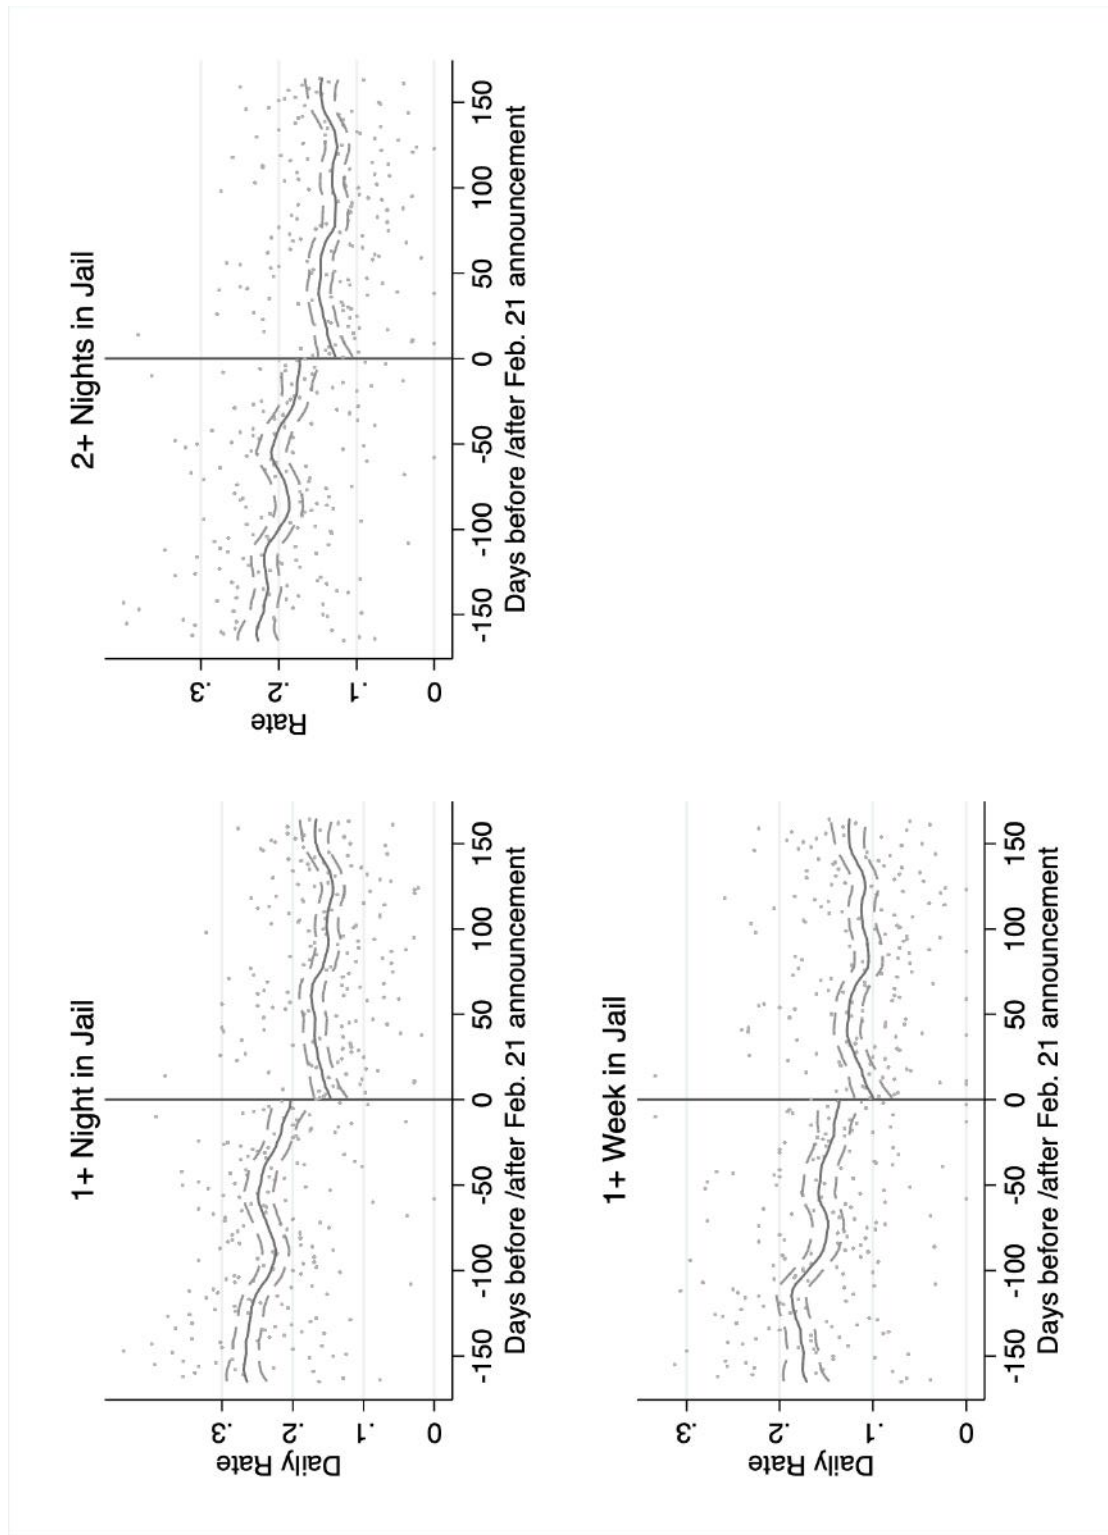 1+ Night in Jail
Daily Rate
.3
.2
.1
0
-150 -100 -50 0 50 100 150
Days before /after Feb. 21 announcement
2+ Nights in Jail
Rate
.3
.2
.1
0
-150 -100 -50 0 50 100 150
Days before /after Feb. 21 announcement
1+ Week in Jail
Daily Rate
.3
.2
.1
0
-150 -100 -50 0 50 100 150
Days before /after Feb. 21 announcement